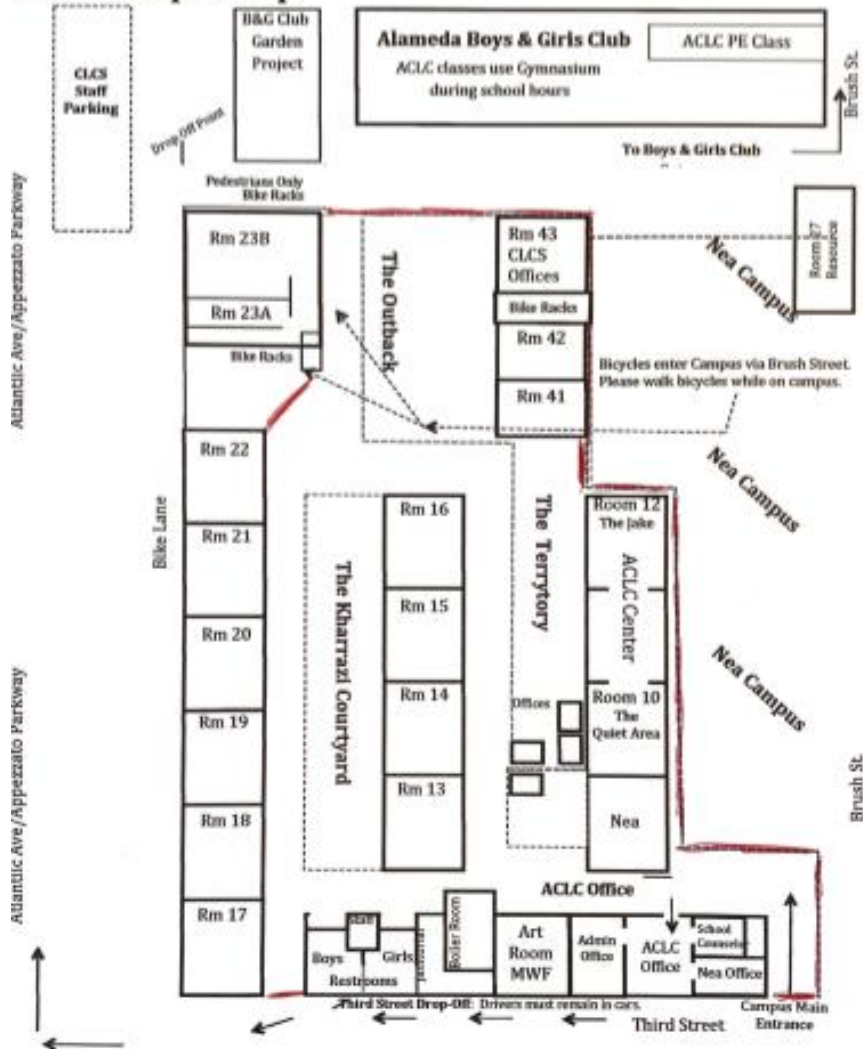 B&G Club
Garden
Project
Alameda Boys & Girls Club
ACLC classes use Gymnasium
during school hours
ACLC PE Class
CLCS
Staff
Parking
Drop Off Point
Brush St.
To Boys & Girls Club
Pedestrians Only
Bike Racks
Atlantic Ave/Appezzato Parkway
Rm 23B
Rm 23A
Bike Racks
The Outback
Rm 43
CLCS
Offices
Bike Racks
Rm 42
Rm 41
Nea Campus
Room 27
Resource
Bicycles enter Campus via Brush Street.
Please walk bicycles while on campus.
Rm 22
Rm 21
Rm 20
Rm 19
Rm 18
Rm 17
Bike Lane
The Kharrazi Courtyard
Rm 16
Rm 15
Rm 14
Rm 13
The Terrytory
Offices
Room 12
The Jake
ACLC Center
Room 10
The
Quiet Area
Nea
Nea Campus
Nea Campus
Atlantic Ave/Appezzato Parkway
Brush St.
ACLC Office
Staff
Boys
Girls
Restrooms
Janitorial
Boiler Room
Art
Room
MWF
Admin
Office
ACLC
Office
School
Counselor
Nea Office
Third Street Drop-Off: Drivers must remain in cars.
Third Street
Campus Main
Entrance